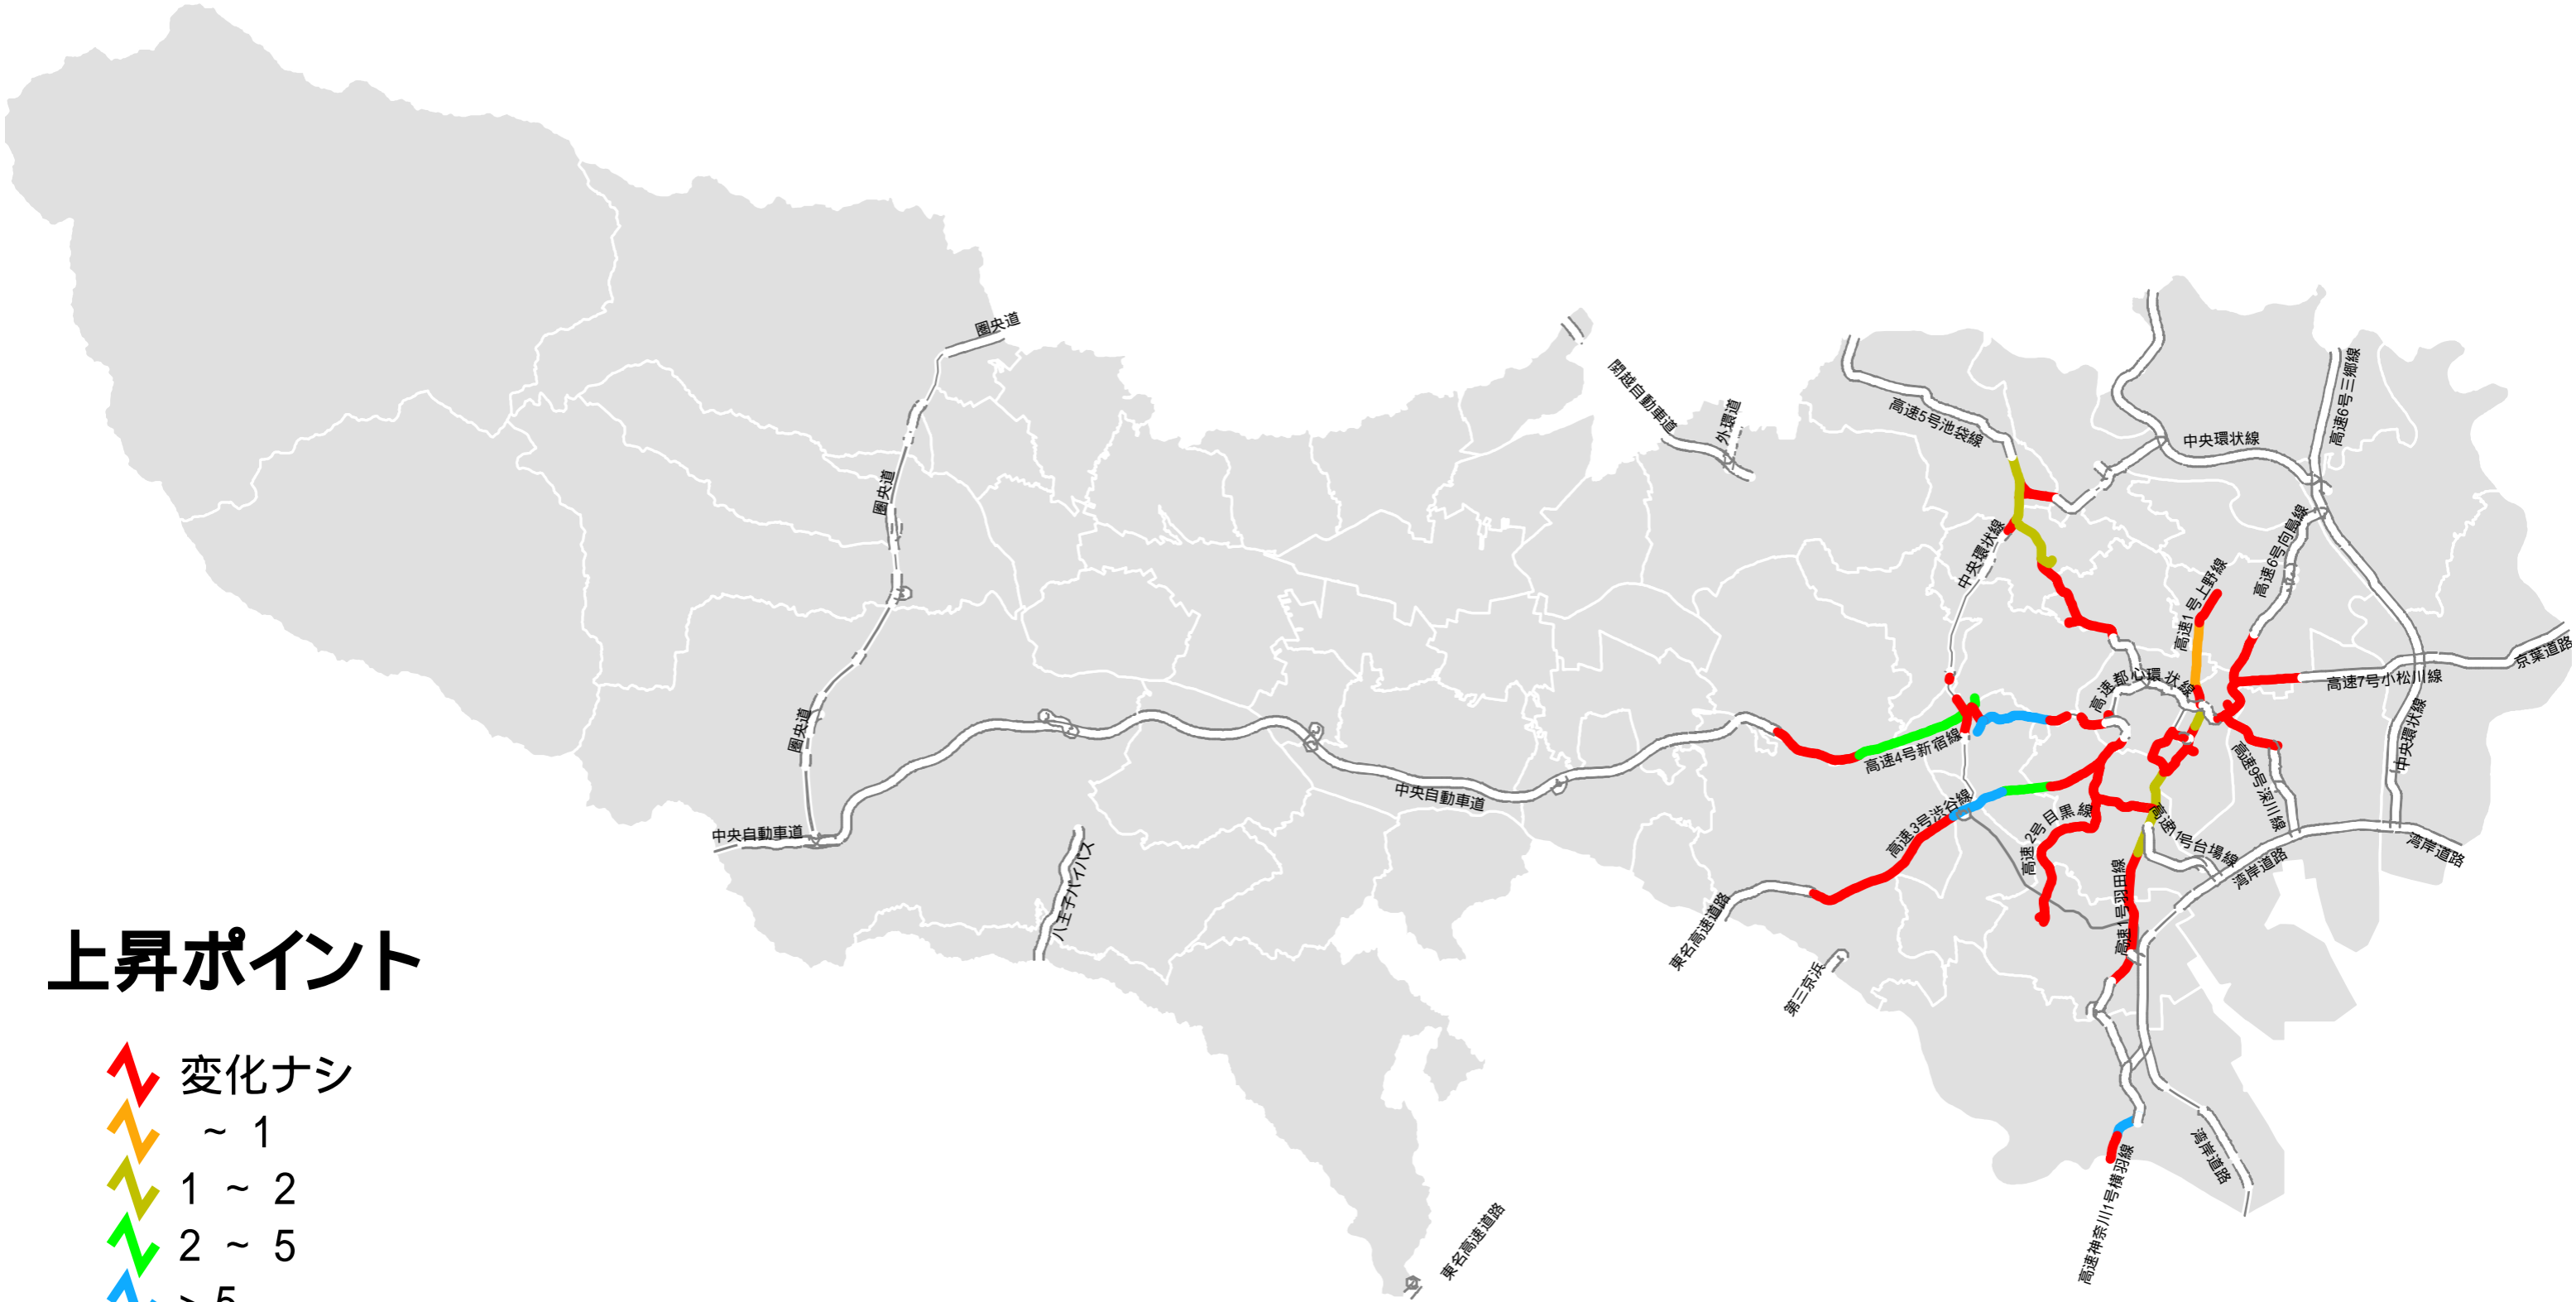 圏央道
関越自動車道
外環道
高速5号池袋線
中央環状線
高速6号三郷線
圏央道
中央環状線
高速6号向島線
高速1号上野線
京葉道路
高速7号小松川線
高速都心環状線
圏央道
高速4号新宿線
中央環状線
高速9号深川線
中央自動車道
中央自動車道
高速3号渋谷線
高速2号目黒線
高速1号台場線
湾岸道路
湾岸道路
八王子バイパス
高速1号羽田線
東名高速道路
第三京浜
湾岸道路
高速神奈川1号横羽線
東名高速道路
上昇ポイント
変化ナシ
~ 1
1 ~ 2
2 ~ 5
> 5